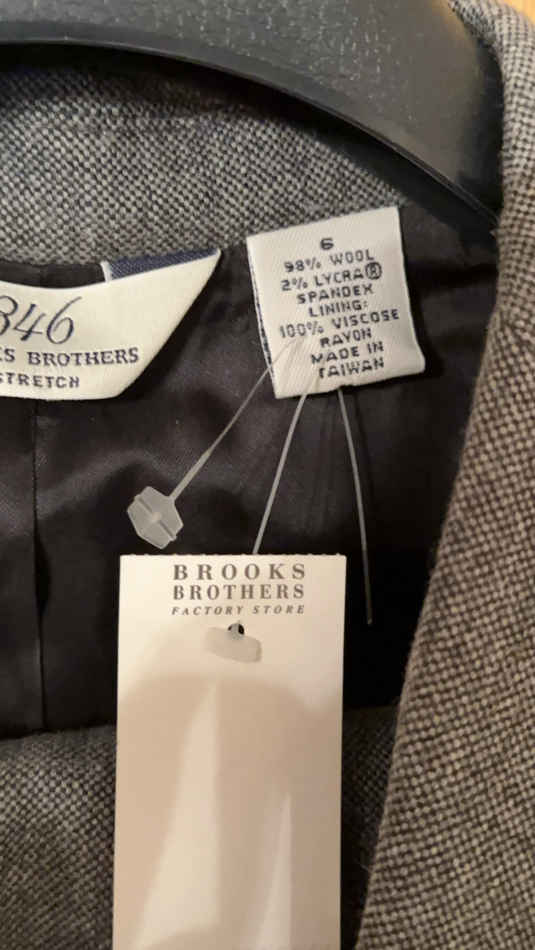 6
98% WOOL
2% LYCRA®
SPANDEX
LINING:
100% VISCOSE
RAYON
MADE IN
TAIWAN
346
KS BROTHERS
STRETCH
BROOKS
BROTHERS
FACTORY STORE